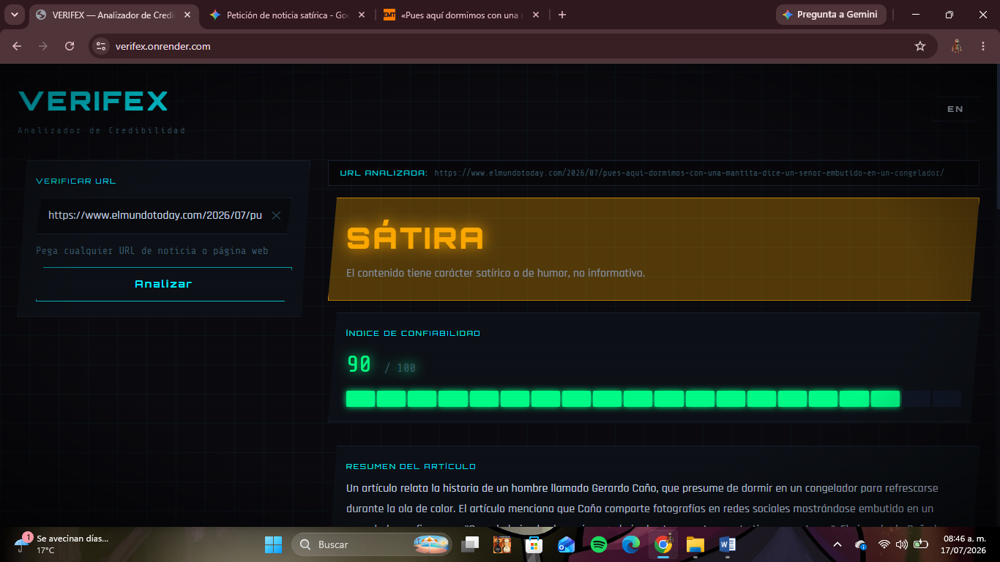 VERIFEX — Analizador de Credi
Petición de noticia satírica - Go
EMT
«Pues aquí dormimos con una
Pregunta a Gemini
verifex.onrender.com
VERIFEX
Analizador de Credibilidad
EN
VERIFICAR URL
https://www.elmundotoday.com/2026/07/pu
Pega cualquier URL de noticia o página web
Analizar
URL ANALIZADA: https://www.elmundotoday.com/2026/07/pues-aqui-dormimos-con-una-mantita-dice-un-senor-embutido-en-un-congelador/
SÁTIRA
El contenido tiene carácter satírico o de humor, no informativo.
ÍNDICE DE CONFIABILIDAD
90 / 100
RESUMEN DEL ARTÍCULO
Un artículo relata la historia de un hombre llamado Gerardo Caño, que presume de dormir en un congelador para refrescarse
durante la ola de calor. El artículo menciona que Caño comparte fotografías en redes sociales mostrándose embutido en un
1
Se avecinan días...
17°C
Buscar
08:46 a. m.
17/07/2026